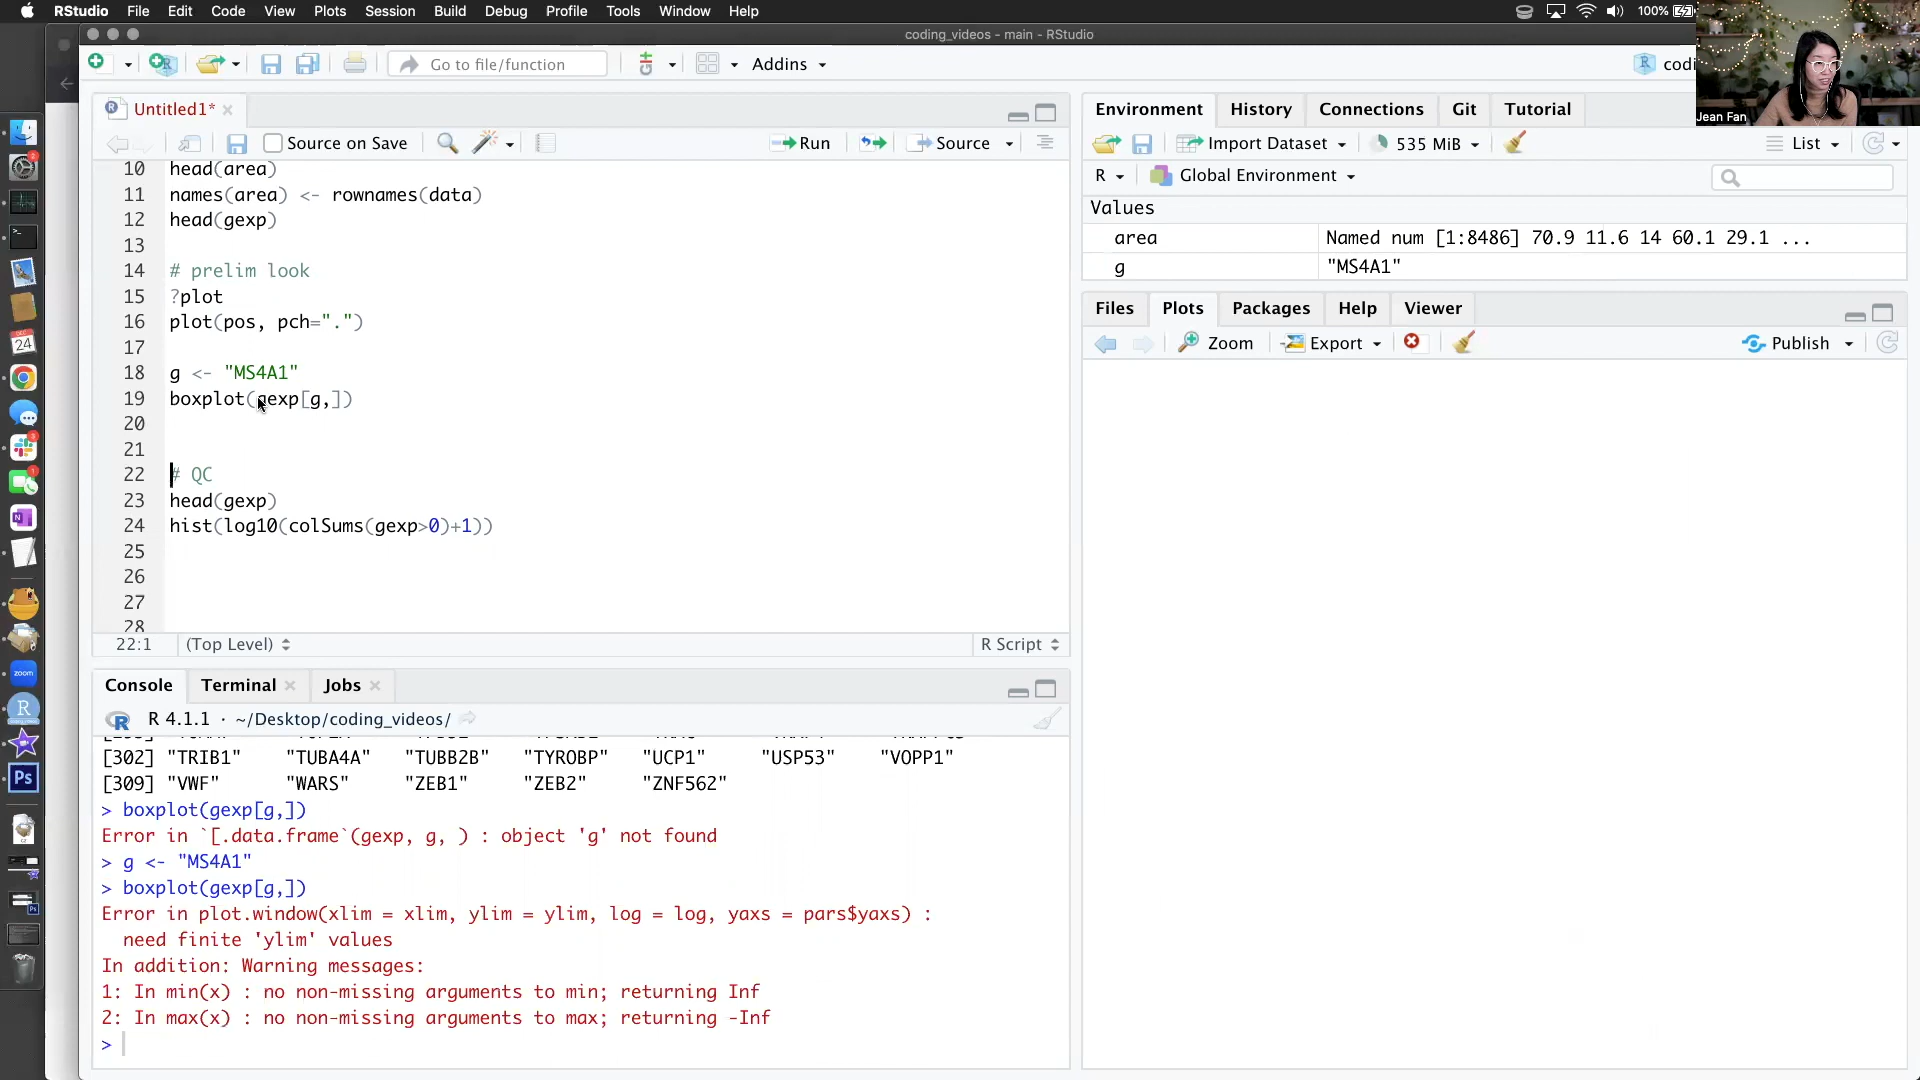 RStudio File Edit Code View Plots Session Build Debug Profile Tools Window Help 100%
coding_videos - main - RStudio
Go to file/function Addins codi
Jean Fan
Untitled1*
Source on Save Run Source
10 head(area)
11 names(area) <- rownames(data)
12 head(gexp)
13
14 # prelim look
15 ?plot
16 plot(pos, pch=".")
17
18 g <- "MS4A1"
19 boxplot(gexp[g,])
20
21
22 # QC
23 head(gexp)
24 hist(log10(colSums(gexp>0)+1))
25
26
27
28
22:1 (Top Level) R Script
Console Terminal Jobs
R 4.1.1 · ~/Desktop/coding_videos/
[302] "TRIB1" "TUBA4A" "TUBB2B" "TYROBP" "UCP1" "USP53" "VOPP1"
[309] "VWF" "WARS" "ZEB1" "ZEB2" "ZNF562"
> boxplot(gexp[g,])
Error in `[.data.frame`(gexp, g, ) : object 'g' not found
> g <- "MS4A1"
> boxplot(gexp[g,])
Error in plot.window(xlim = xlim, ylim = ylim, log = log, yaxs = pars$yaxs) :
need finite 'ylim' values
In addition: Warning messages:
1: In min(x) : no non-missing arguments to min; returning Inf
2: In max(x) : no non-missing arguments to max; returning -Inf
>
Environment History Connections Git Tutorial
Import Dataset 535 MiB List
R Global Environment
Values
area Named num [1:8486] 70.9 11.6 14 60.1 29.1 ...
g "MS4A1"
Files Plots Packages Help Viewer
Zoom Export Publish
DEC
24
zoom
R
Ps